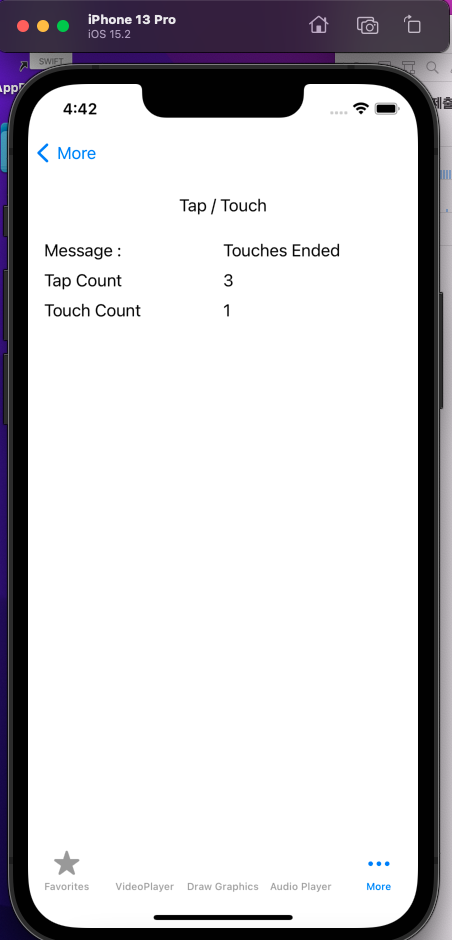 iPhone 13 Pro
iOS 15.2
SWIFT
4:42
More
Tap / Touch
Message : Touches Ended
Tap Count 3
Touch Count 1
Favorites VideoPlayer Draw Graphics Audio Player More